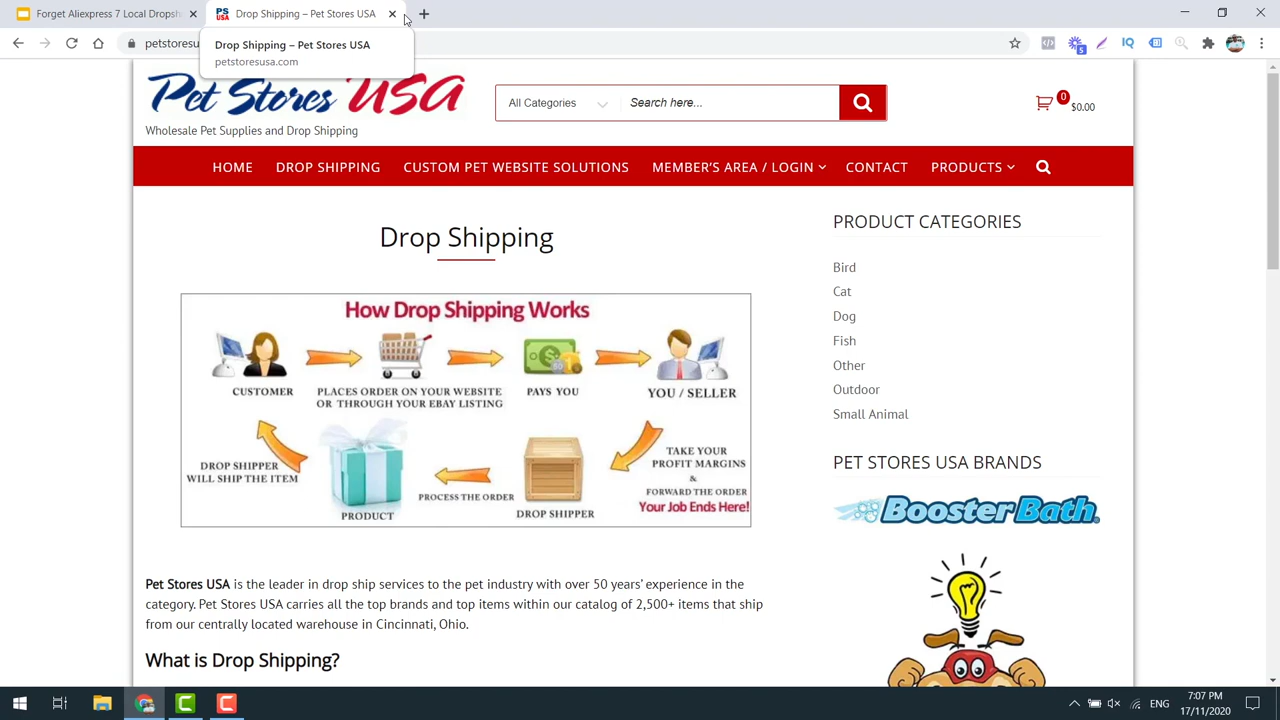 Forget Aliexpress 7 Local Dropsh
Drop Shipping – Pet Stores USA
petstoresu
Drop Shipping – Pet Stores USA
petstoresusa.com
Pet Stores USA
Wholesale Pet Supplies and Drop Shipping
All Categories
Search here...
0
$0.00
HOME
DROP SHIPPING
CUSTOM PET WEBSITE SOLUTIONS
MEMBER'S AREA / LOGIN
CONTACT
PRODUCTS
Drop Shipping
How Drop Shipping Works
CUSTOMER
PLACES ORDER ON YOUR WEBSITE
OR THROUGH YOUR EBAY LISTING
PAYS YOU
YOU / SELLER
TAKE YOUR
PROFIT MARGINS
&
FORWARD THE ORDER
Your Job Ends Here!
DROP SHIPPER
PROCESS THE ORDER
PRODUCT
DROP SHIPPER
WILL SHIP THE ITEM
Pet Stores USA is the leader in drop ship services to the pet industry with over 50 years' experience in the
category. Pet Stores USA carries all the top brands and top items within our catalog of 2,500+ items that ship
from our centrally located warehouse in Cincinnati, Ohio.
What is Drop Shipping?
PRODUCT CATEGORIES
Bird
Cat
Dog
Fish
Other
Outdoor
Small Animal
PET STORES USA BRANDS
BoosterBath
ENG
7:07 PM
17/11/2020